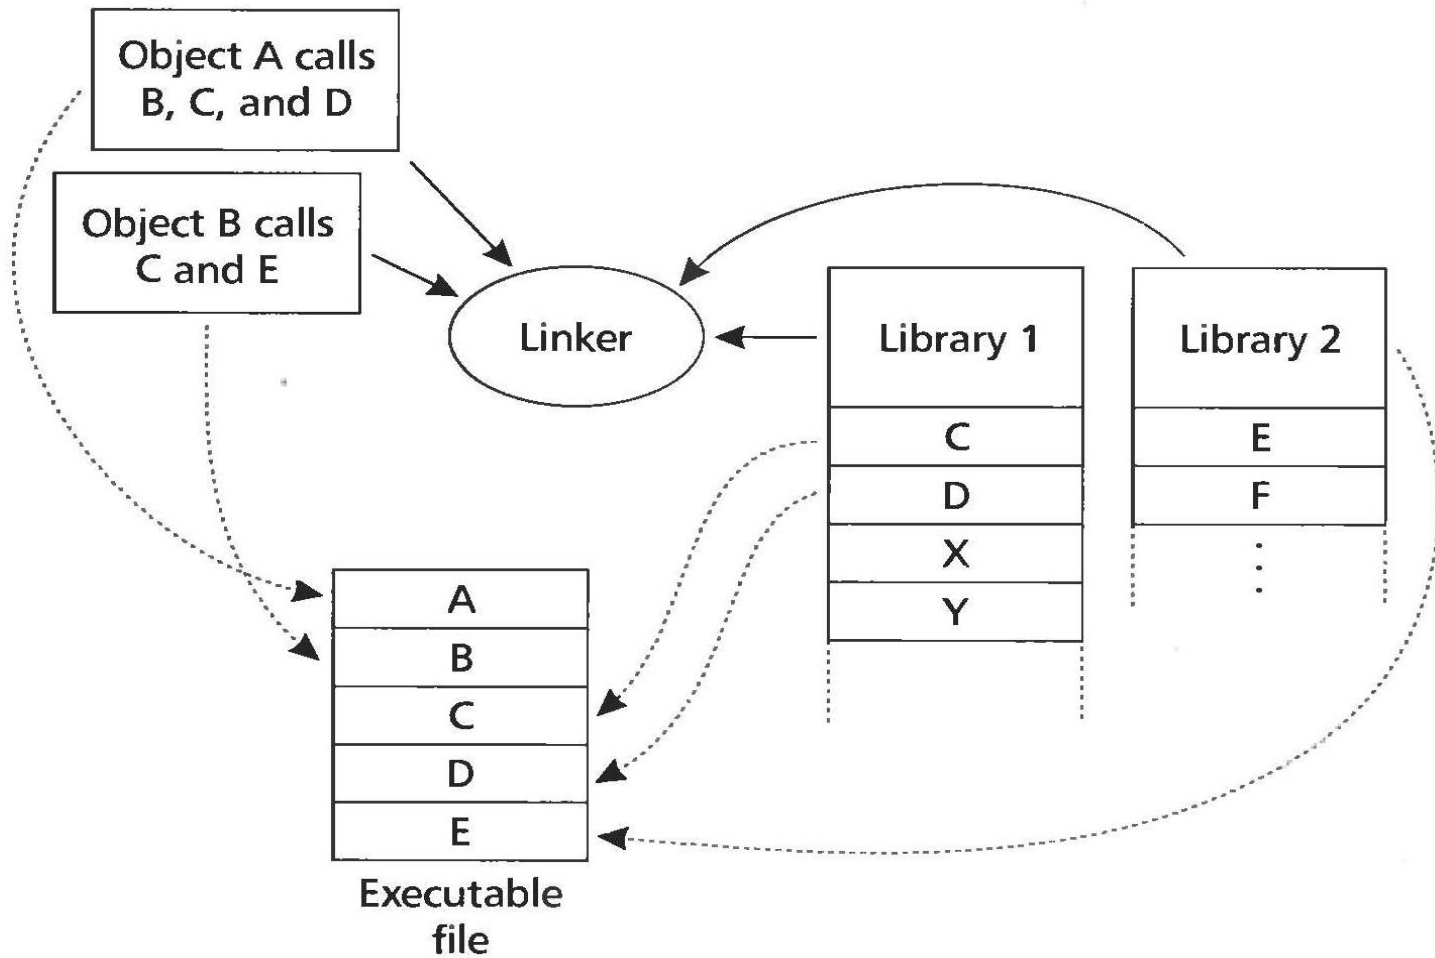 Object A calls
B, C, and D
Object B calls
C and E
Linker
Library 1
C
D
X
Y
Library 2
E
F
A
B
C
D
E
Executable
file